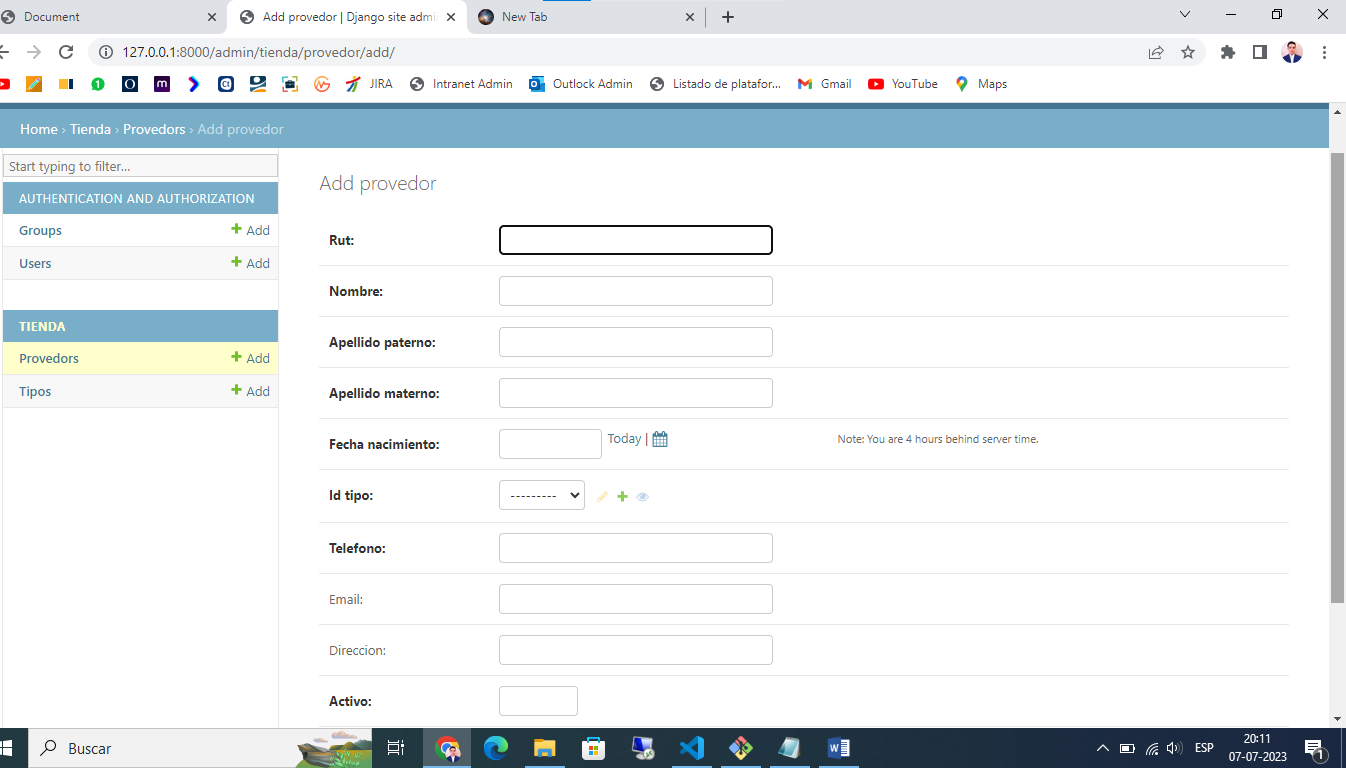 Document
Add provedor | Django site admi
New Tab
127.0.0.1:8000/admin/tienda/provedor/add/
JIRA
Intranet Admin
Outlock Admin
Listado de platafor...
Gmail
YouTube
Maps
Home › Tienda › Provedors › Add provedor
Start typing to filter...
AUTHENTICATION AND AUTHORIZATION
Groups
Add
Users
Add
TIENDA
Provedors
Add
Tipos
Add
Add provedor
Rut:
Nombre:
Apellido paterno:
Apellido materno:
Fecha nacimiento:
Today |
Note: You are 4 hours behind server time.
Id tipo:
---------
Telefono:
Email:
Direccion:
Activo:
Buscar
ESP
20:11
07-07-2023
1